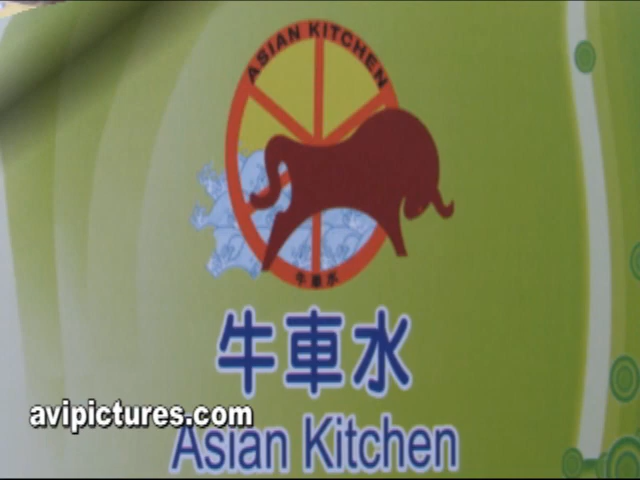 ASIAN KITCHEN
牛車水
牛車水
avipictures.com
Asian Kitchen